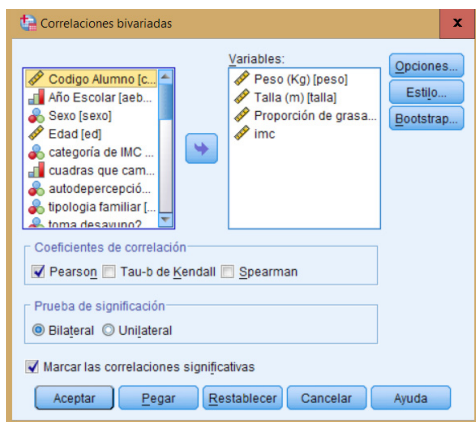 Correlaciones bivariadas
x
Variables:
Codigo Alumno [c...
Año Escolar [aeb...
Sexo [sexo]
Edad [ed]
categoría de IMC ...
cuadras que cam...
autodepercepció...
tipologia familiar [...
toma desayuno?
Peso (Kg) [peso]
Talla (m) [talla]
Proporción de grasa...
imc
Opciones...
Estilo...
Bootstrap...
Coeficientes de correlación
Pearson Tau-b de Kendall Spearman
Prueba de significación
Bilateral Unilateral
Marcar las correlaciones significativas
Aceptar Pegar Restablecer Cancelar Ayuda